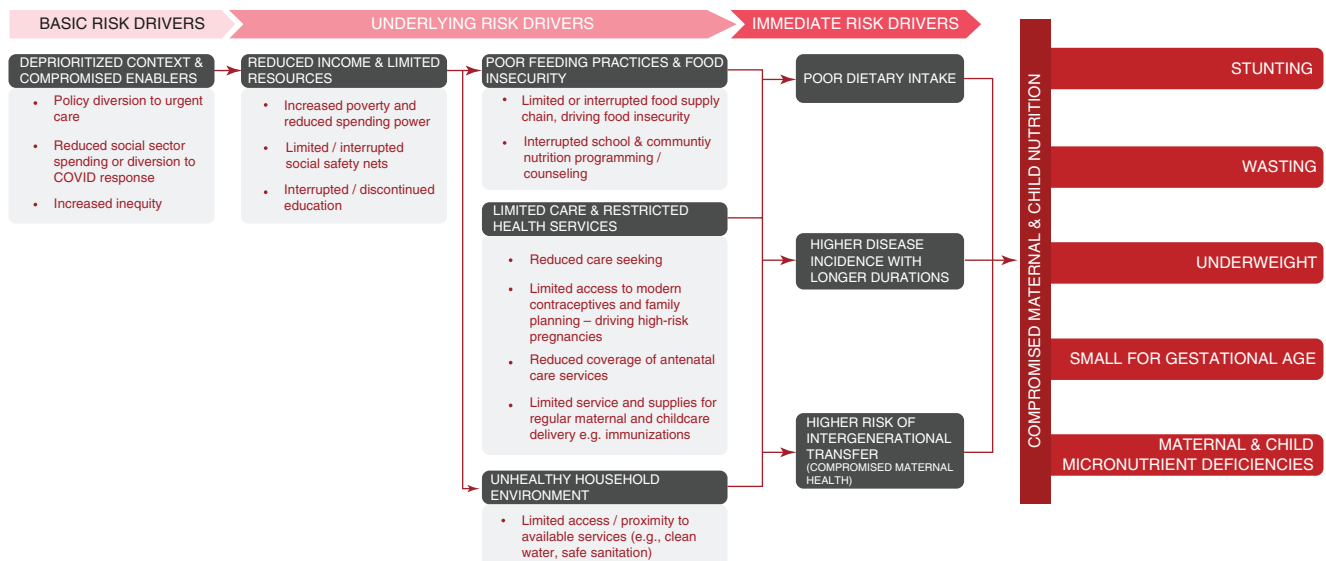 BASIC RISK DRIVERS
UNDERLYING RISK DRIVERS
IMMEDIATE RISK DRIVERS
DEPRIORITIZED CONTEXT &
COMPROMISED ENABLERS
• Policy diversion to urgent
care
• Reduced social sector
spending or diversion to
COVID response
• Increased inequity
REDUCED INCOME & LIMITED
RESOURCES
• Increased poverty and
reduced spending power
• Limited / interrupted
social safety nets
• Interrupted / discontinued
education
POOR FEEDING PRACTICES & FOOD
INSECURITY
• Limited or interrupted food supply
chain, driving food insecurity
• Interrupted school & communtiy
nutrition programming /
counseling
LIMITED CARE & RESTRICTED
HEALTH SERVICES
• Reduced care seeking
• Limited access to modern
contraceptives and family
planning – driving high-risk
pregnancies
• Reduced coverage of antenatal
care services
• Limited service and supplies for
regular maternal and childcare
delivery e.g. immunizations
UNHEALTHY HOUSEHOLD
ENVIRONMENT
• Limited access / proximity to
available services (e.g., clean
water, safe sanitation)
POOR DIETARY INTAKE
HIGHER DISEASE
INCIDENCE WITH
LONGER DURATIONS
HIGHER RISK OF
INTERGENERATIONAL
TRANSFER
(COMPROMISED MATERNAL
HEALTH)
COMPROMISED MATERNAL & CHILD NUTRITION
STUNTING
WASTING
UNDERWEIGHT
SMALL FOR GESTATIONAL AGE
MATERNAL & CHILD
MICRONUTRIENT DEFICIENCIES